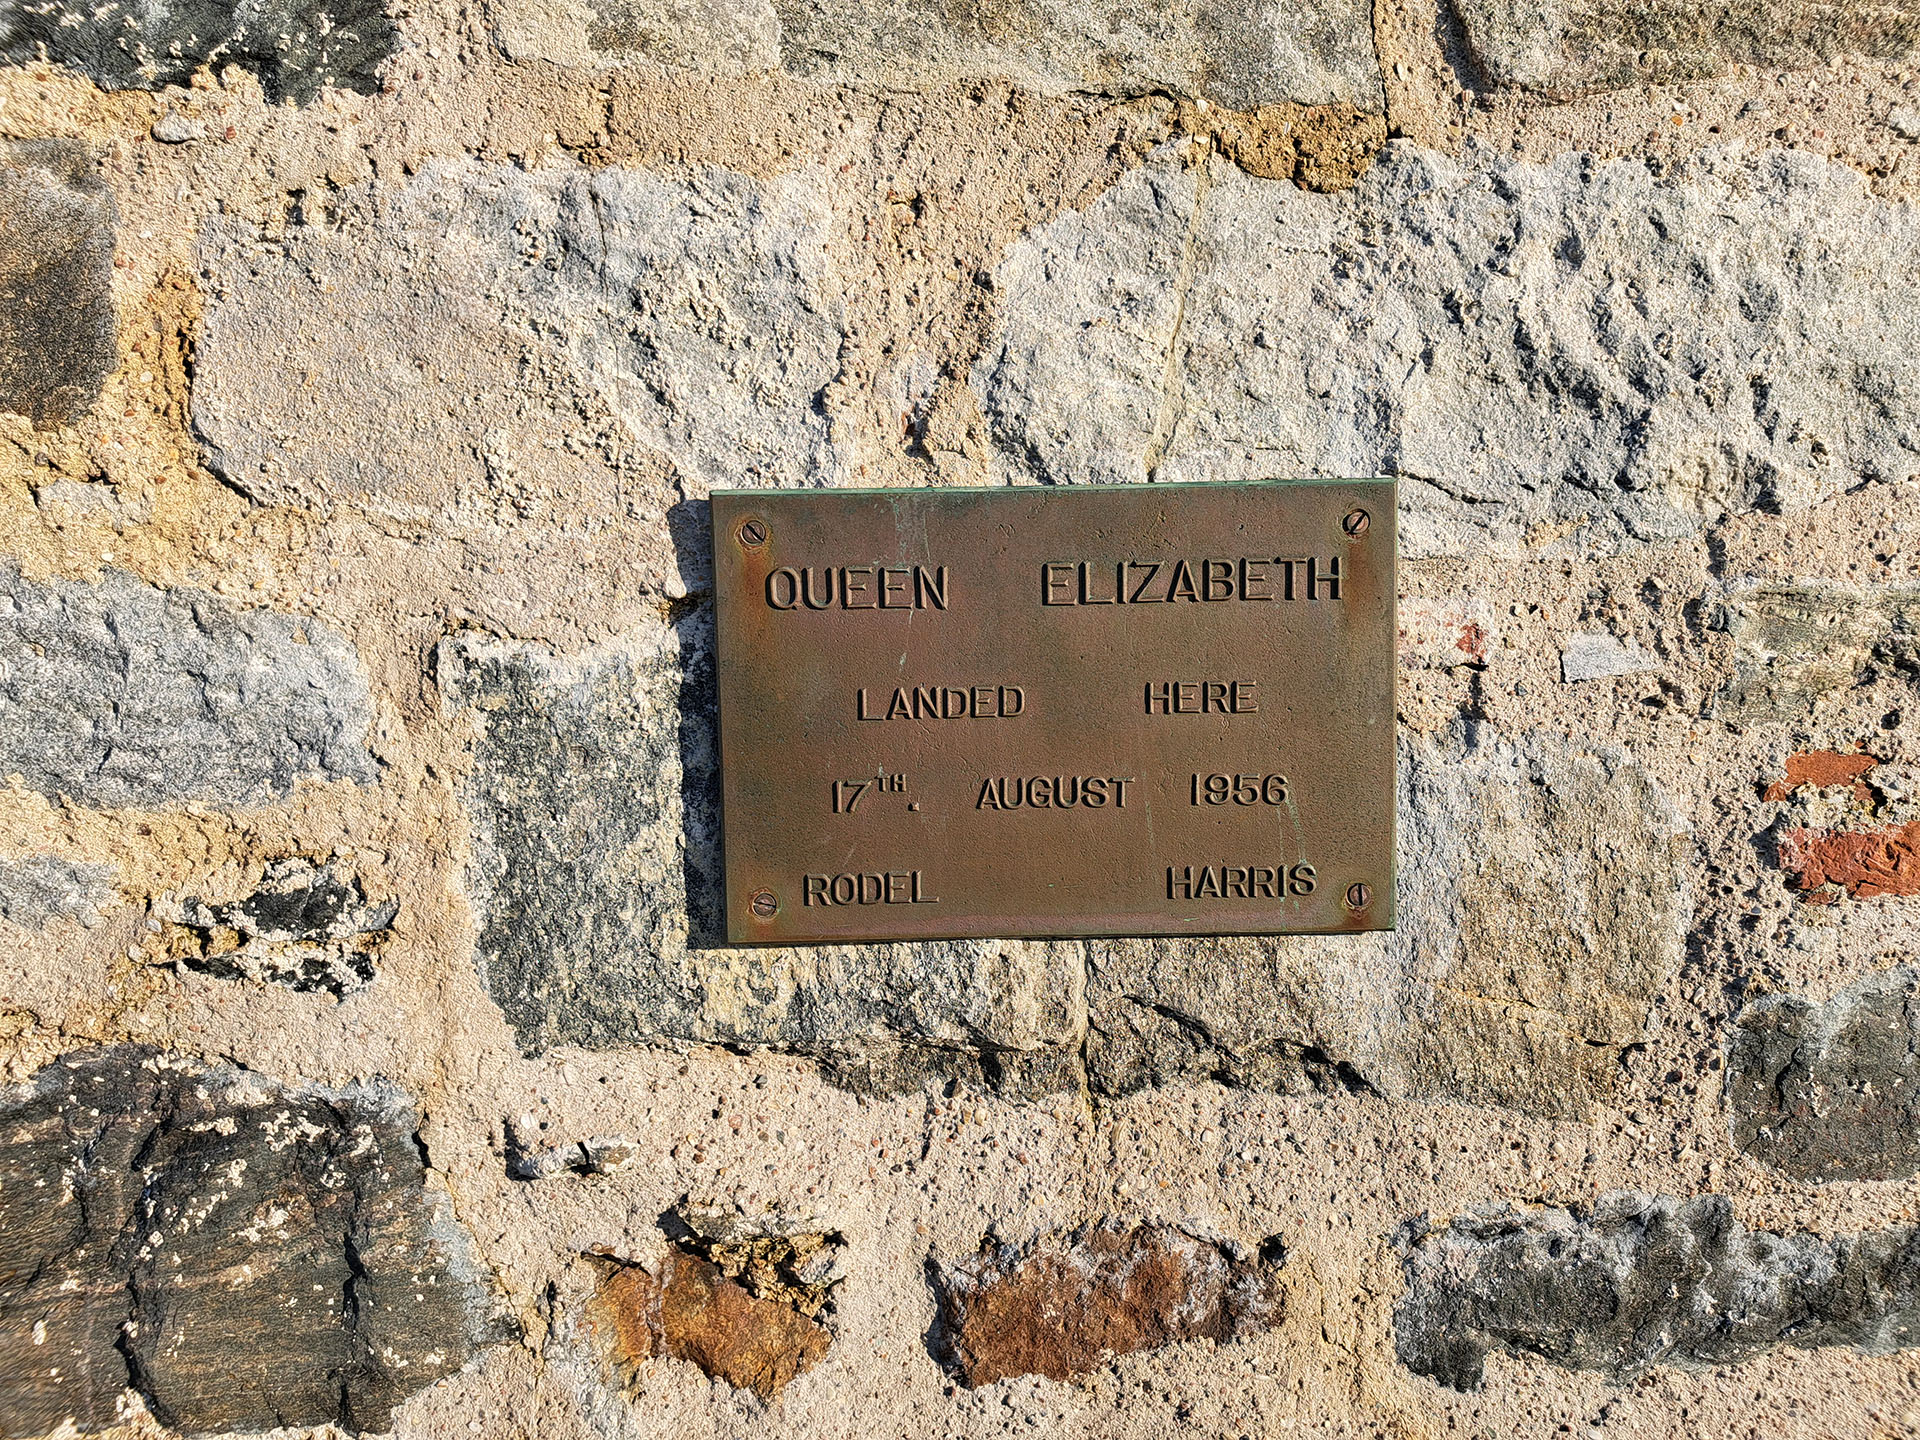 QUEEN ELIZABETH
LANDED HERE
17TH. AUGUST 1956
RODEL HARRIS